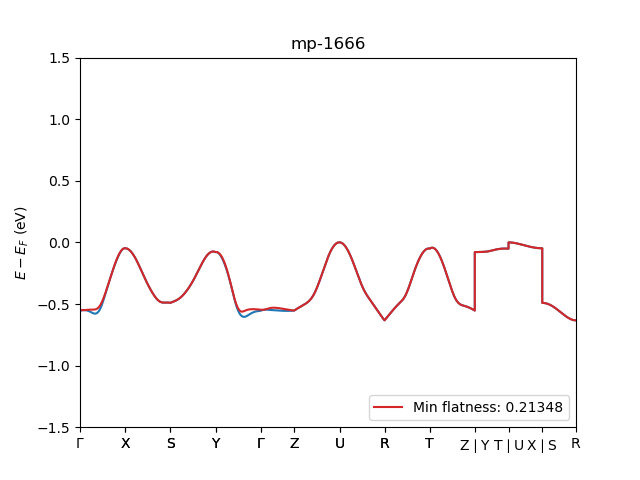 mp-1666
E − E_F (eV)
1.5
1.0
0.5
0.0
−0.5
−1.0
−1.5
Min flatness: 0.21348
Γ X S Y Γ Z U R T Z | Y T | U X | S R